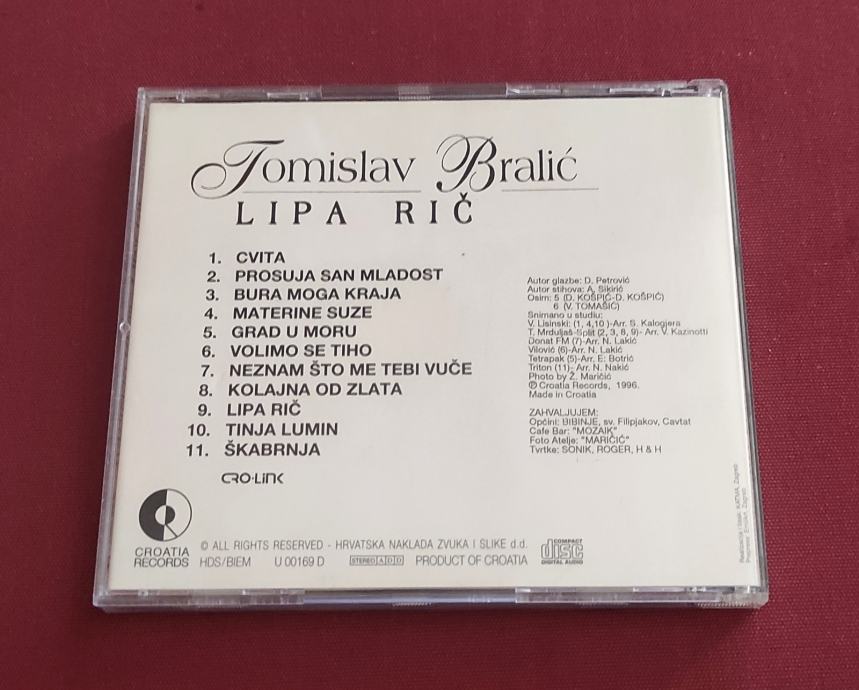 Tomislav Bralić
LIPA RIČ
1. CVITA
2. PROSUJA SAN MLADOST
3. BURA MOGA KRAJA
4. MATERINE SUZE
5. GRAD U MORU
6. VOLIMO SE TIHO
7. NEZNAM ŠTO ME TEBI VUČE
8. KOLAJNA OD ZLATA
9. LIPA RIČ
10. TINJA LUMIN
11. ŠKABRNJA
CRO·LINK
Autor glazbe: D. Petrović
Autor stihova: A. Sikirić
Osim: 5 (D. KOŠPIĆ-D. KOŠPIĆ)
6 (V. TOMAŠIĆ)
Snimano u studiu:
V. Lisinski: (1, 4,10 )-Arr. S. Kalogjera
T. Mrduljaš-Split (2, 3, 8, 9)- Arr. V. Kazinotti
Donat FM (7)-Arr. N. Lakić
Vilović (6)-Arr. N. Lakić
Tetrapak (5)-Arr. E: Botrić
Triton (11)- Arr. N. Nakić
Photo by Ž. Maričić
℗ Croatia Records, 1996.
Made in Croatia
ZAHVALJUJEM:
Općini: BIBINJE, sv. Filipjakov, Cavtat
Cafe Bar: "MOZAIK"
Foto Atelje: "MARIČIĆ"
Tvrtke: SONIK, ROGER, H & H
CROATIA
RECORDS
© ALL RIGHTS RESERVED - HRVATSKA NAKLADA ZVUKA I SLIKE d.d.
HDS/BIEM U 00169 D STEREO ADD PRODUCT OF CROATIA
COMPACT
disc
DIGITAL AUDIO